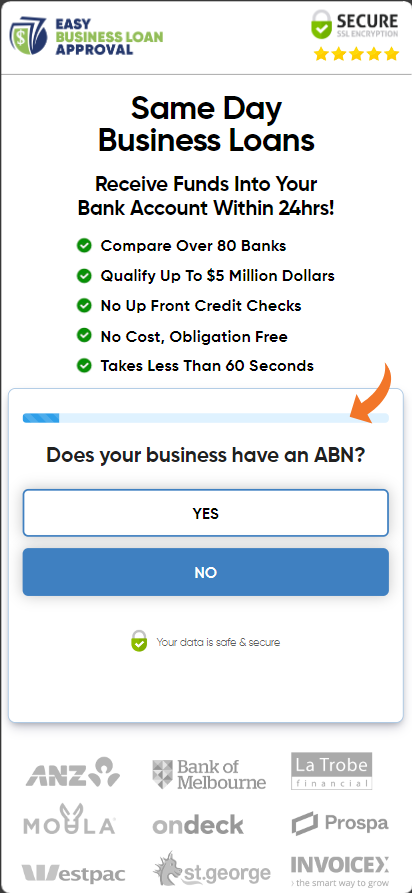 EASY
BUSINESS LOAN
APPROVAL
SECURE
SSL ENCRYPTION
Same Day
Business Loans
Receive Funds Into Your
Bank Account Within 24hrs!
Compare Over 80 Banks
Qualify Up To $5 Million Dollars
No Up Front Credit Checks
No Cost, Obligation Free
Takes Less Than 60 Seconds
Does your business have an ABN?
YES
NO
Your data is safe & secure
ANZ
Bank of
Melbourne
La Trobe
financial
MOULA
ondeck
Prospa
Westpac
st.george
INVOICEX
› the smart way to grow